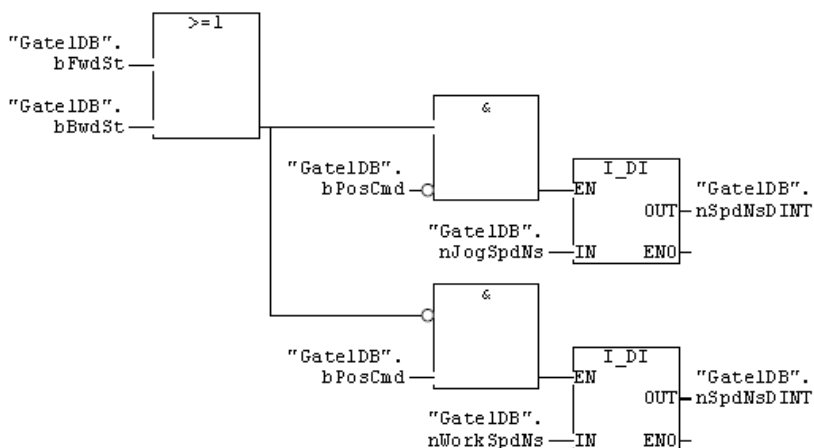 >=1
"Gate1DB".
bFwdSt
"Gate1DB".
bBwdSt
&
"Gate1DB".
bPosCmd
I_DI
EN
"Gate1DB".
OUT
nSpdNsDINT
"Gate1DB".
nJogSpdNs
IN
ENO
&
"Gate1DB".
bPosCmd
I_DI
EN
"Gate1DB".
OUT
nSpdNsDINT
"Gate1DB".
nWorkSpdNs
IN
ENO